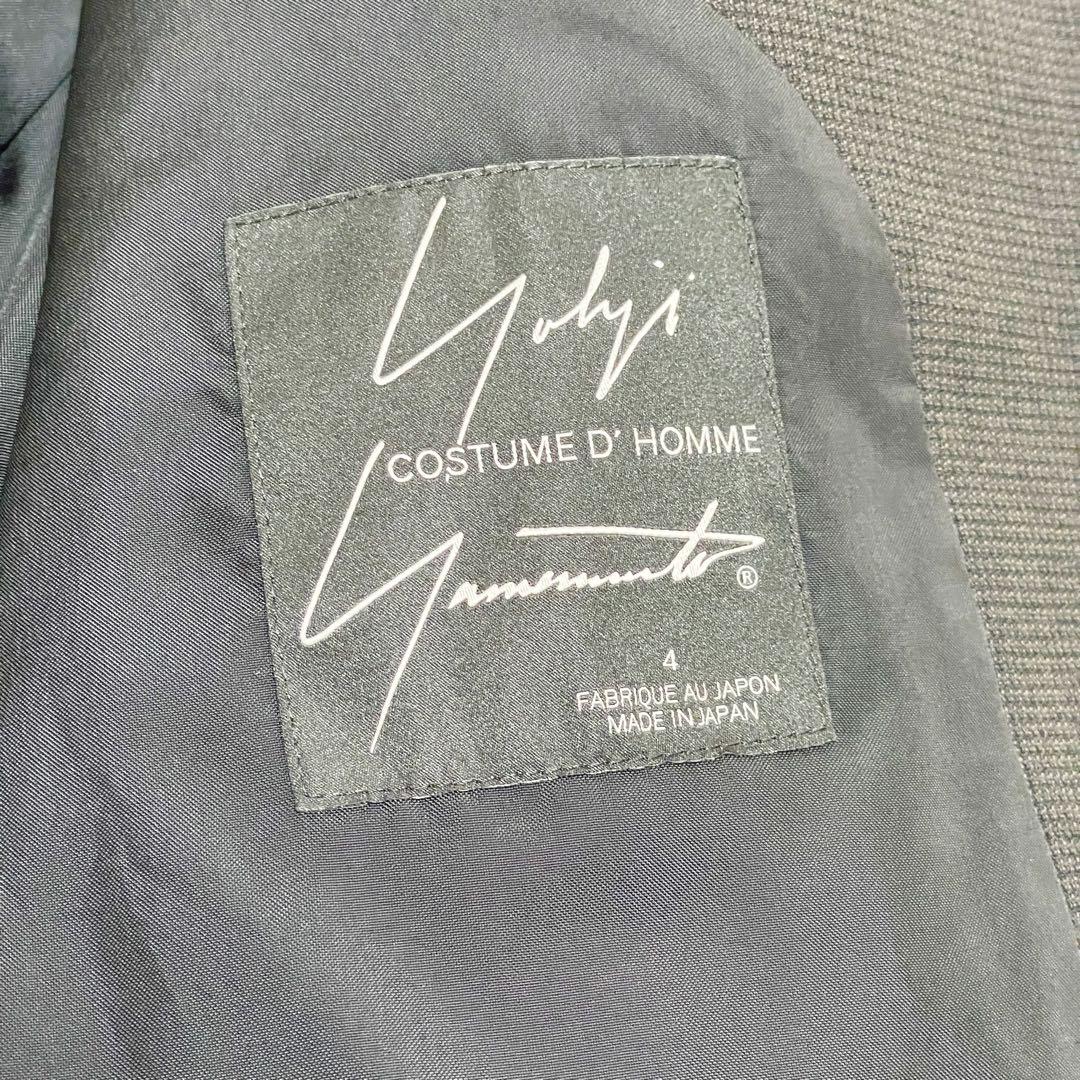 Yohji
COSTUME D' HOMME
Yamamoto ®
4
FABRIQUE AU JAPON
MADE IN JAPAN